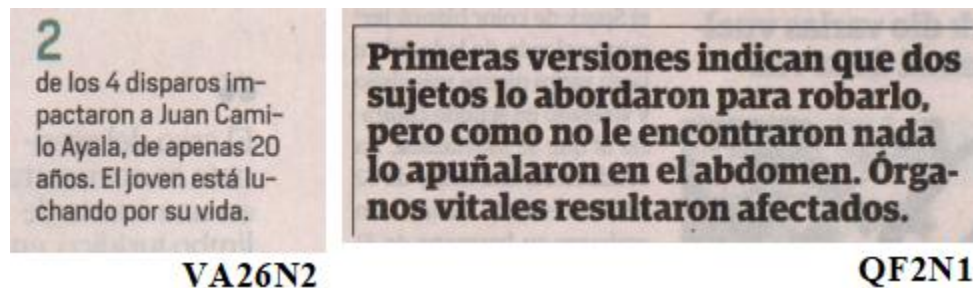 2
de los 4 disparos im-
pactaron a Juan Cami-
lo Ayala, de apenas 20
años. El joven está lu-
chando por su vida.
VA26N2
Primeras versiones indican que dos
sujetos lo abordaron para robarlo,
pero como no le encontraron nada
lo apuñalaron en el abdomen. Órga-
nos vitales resultaron afectados.
QF2N1